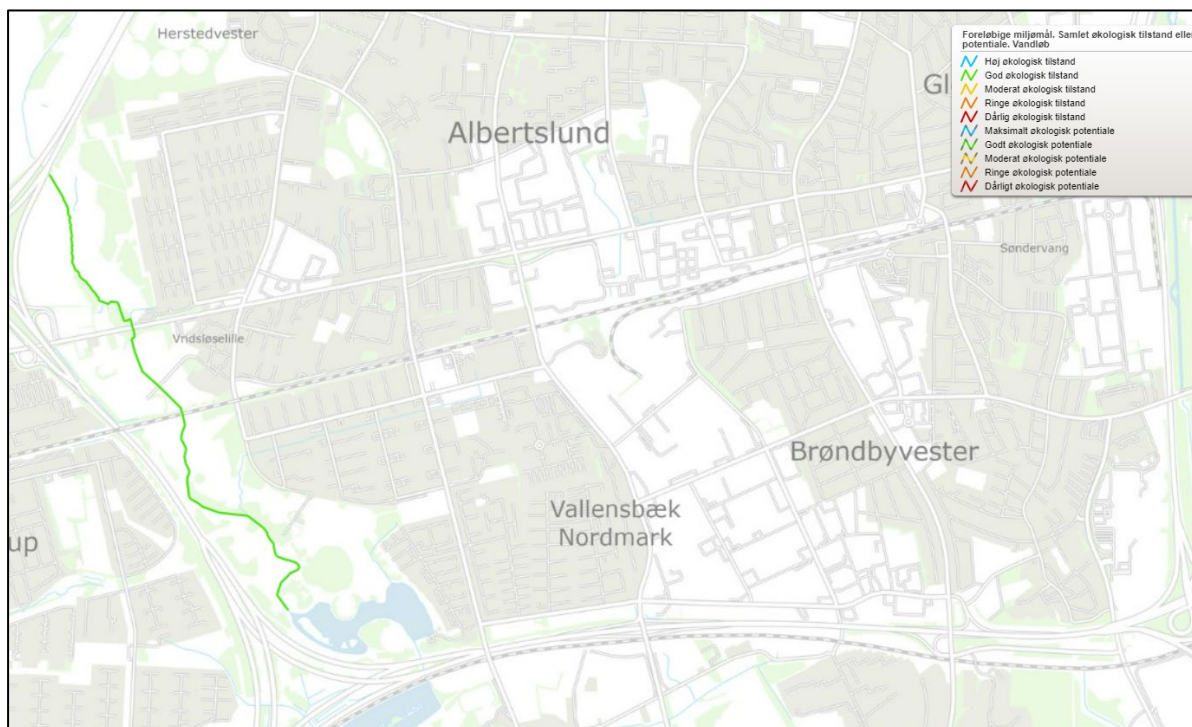 Herstedvester
Foreløbige miljømål. Samlet økologisk tilstand eller
potentiale. Vandløb
Høj økologisk tilstand
God økologisk tilstand
Moderat økologisk tilstand
Ringe økologisk tilstand
Dårlig økologisk tilstand
Maksimalt økologisk potentiale
Godt økologisk potentiale
Moderat økologisk potentiale
Ringe økologisk potentiale
Dårligt økologisk potentiale
Gl
Albertslund
Søndervang
Vridsløselille
Brøndbyvester
Vallensbæk
Nordmark
up